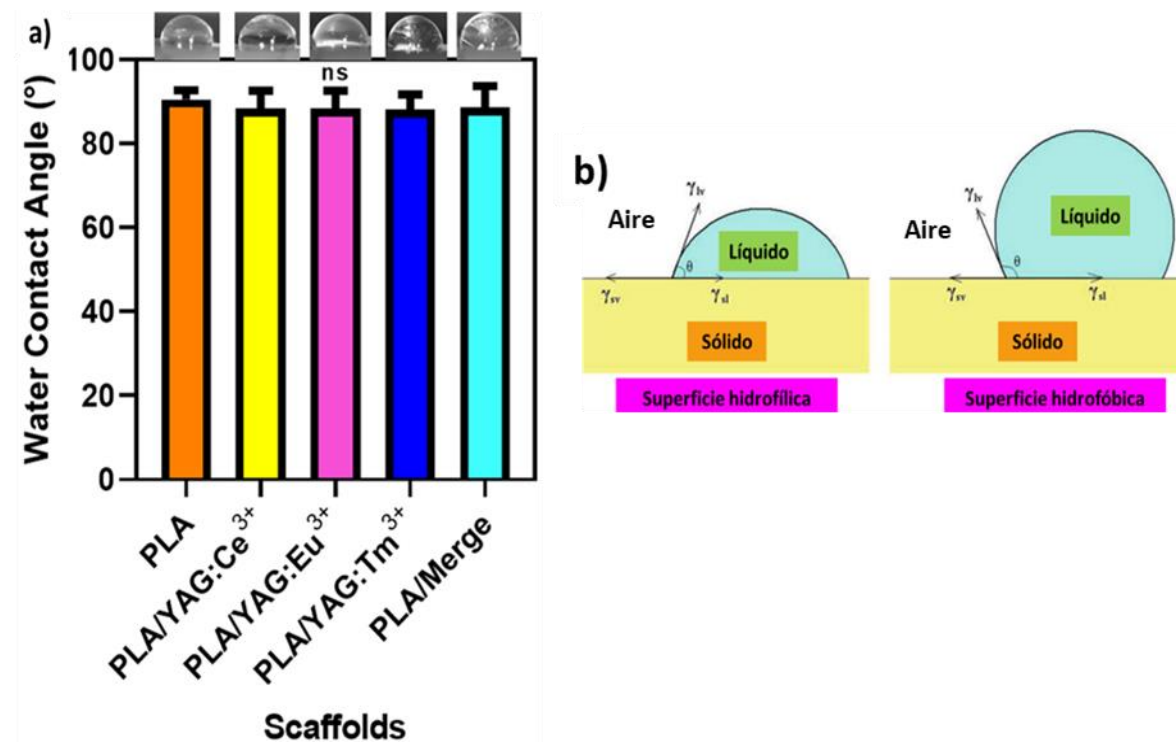 a)
ns
Water Contact Angle (°)
100
80
60
40
20
0
PLA
PLA/YAG:Ce3+
PLA/YAG:Eu3+
PLA/YAG:Tm3+
PLA/Merge
Scaffolds
b)
γlv
Aire
Líquido
θ
γsv
γsl
Sólido
Superficie hidrofílica
γlv
Aire
Líquido
θ
γsv
γsl
Sólido
Superficie hidrofóbica